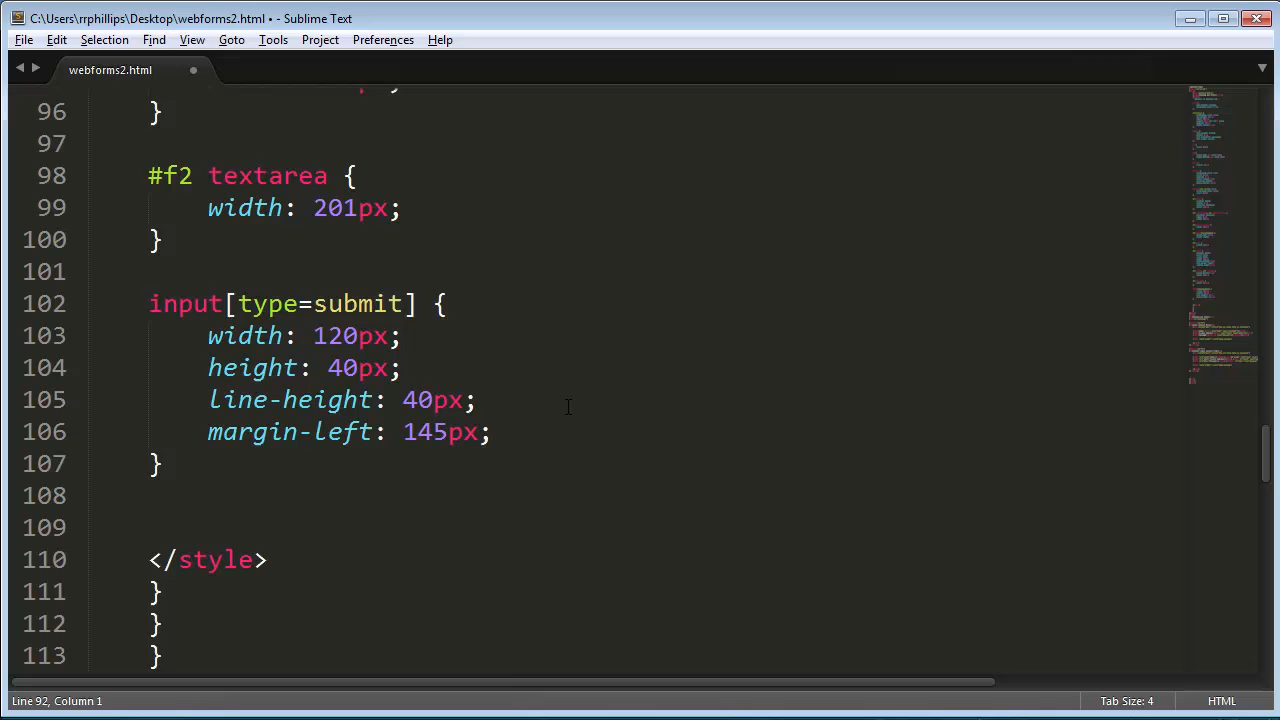 C:\Users\rrphillips\Desktop\webforms2.html • - Sublime Text
File Edit Selection Find View Goto Tools Project Preferences Help
webforms2.html
96 }
97
98 #f2 textarea {
99 width: 201px;
100 }
101
102 input[type=submit] {
103 width: 120px;
104 height: 40px;
105 line-height: 40px;
106 margin-left: 145px;
107 }
108
109
110 </style>
111 }
112 }
113 }
Line 92, Column 1 Tab Size: 4 HTML